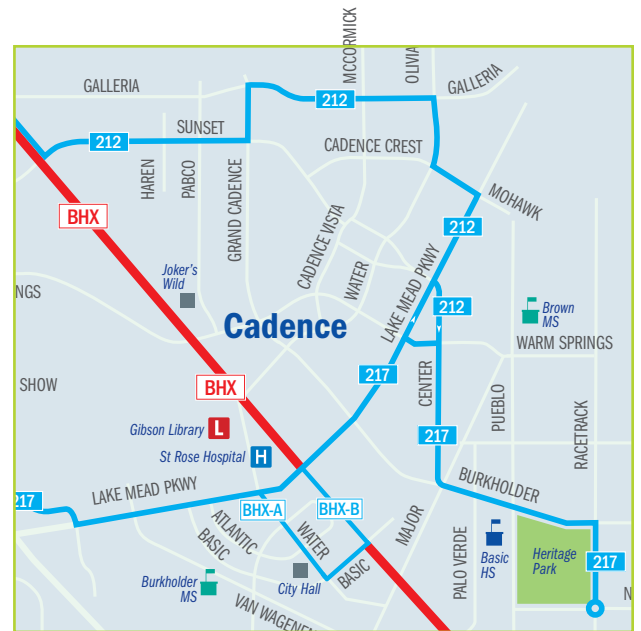 MCCORMICK
OLIVIA
GALLERIA
GALLERIA
212
SUNSET
212
CADENCE CREST
HAREN
PABCO
GRAND CADENCE
MOHAWK
BHX
212
CADENCE VISTA
WATER
LAKE MEAD PKWY
Joker's
Wild
NGS
212
Brown
MS
Cadence
WARM SPRINGS
SHOW
BHX
217
CENTER
PUEBLO
RACETRACK
Gibson Library
L
217
St Rose Hospital
H
BURKHOLDER
LAKE MEAD PKWY
217
BHX-A
BHX-B
ATLANTIC
BASIC
WATER
MAJOR
BASIC
PALO VERDE
Basic
HS
Heritage
Park
217
City Hall
Burkholder
MS
VAN WAGENEN
N